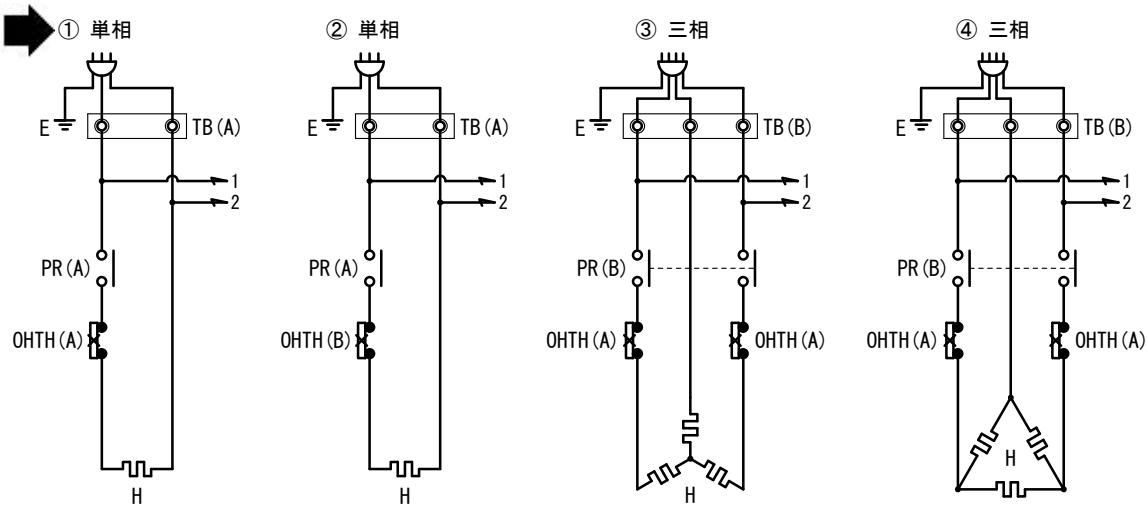 ① 単相
② 単相
③ 三相
④ 三相
E
TB(A)
E
TB(A)
E
TB(B)
E
TB(B)
1
2
1
2
1
2
1
2
PR(A)
PR(A)
PR(B)
PR(B)
OHTH(A)
OHTH(B)
OHTH(A)
OHTH(A)
OHTH(A)
OHTH(A)
H
H
H
H